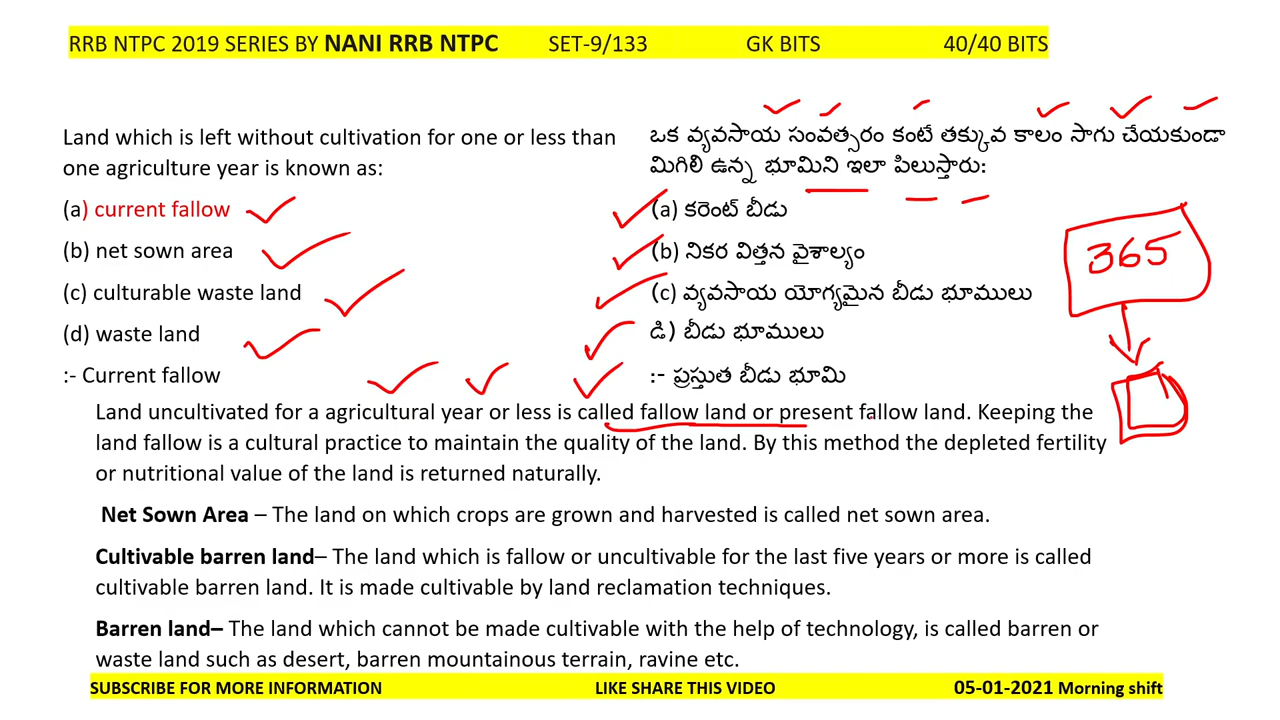 RRB NTPC 2019 SERIES BY NANI RRB NTPC SET-9/133 GK BITS 40/40 BITS
Land which is left without cultivation for one or less than
one agriculture year is known as:
(a) current fallow
(b) net sown area
(c) culturable waste land
(d) waste land
:- Current fallow
ఒక వ్యవసాయ సంవత్సరం కంటే తక్కువ కాలం సాగు చేయకుండా
మిగిలి ఉన్న భూమిని ఇలా పిలుస్తారు:
(a) కరెంట్ బీడు
(b) నికర విత్తన వైశాల్యం
(c) వ్యవసాయ యోగ్యమైన బీడు భూములు
డి) బీడు భూములు
:- ప్రస్తుత బీడు భూమి
365
Land uncultivated for a agricultural year or less is called fallow land or present fallow land. Keeping the
land fallow is a cultural practice to maintain the quality of the land. By this method the depleted fertility
or nutritional value of the land is returned naturally.
Net Sown Area – The land on which crops are grown and harvested is called net sown area.
Cultivable barren land– The land which is fallow or uncultivable for the last five years or more is called
cultivable barren land. It is made cultivable by land reclamation techniques.
Barren land– The land which cannot be made cultivable with the help of technology, is called barren or
waste land such as desert, barren mountainous terrain, ravine etc.
SUBSCRIBE FOR MORE INFORMATION LIKE SHARE THIS VIDEO 05-01-2021 Morning shift